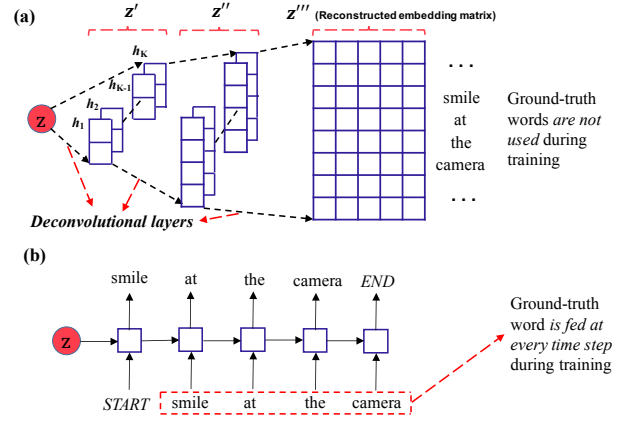 z′ z″ z‴ (Reconstructed embedding matrix)
(a)
h_K
h_{K-1}
h_2
h_1
z
. . .
smile
at
the
camera
. . .
Ground-truth
words are not
used during
training
Deconvolutional layers
(b)
smile at the camera END
z
START smile at the camera
Ground-truth
word is fed at
every time step
during training